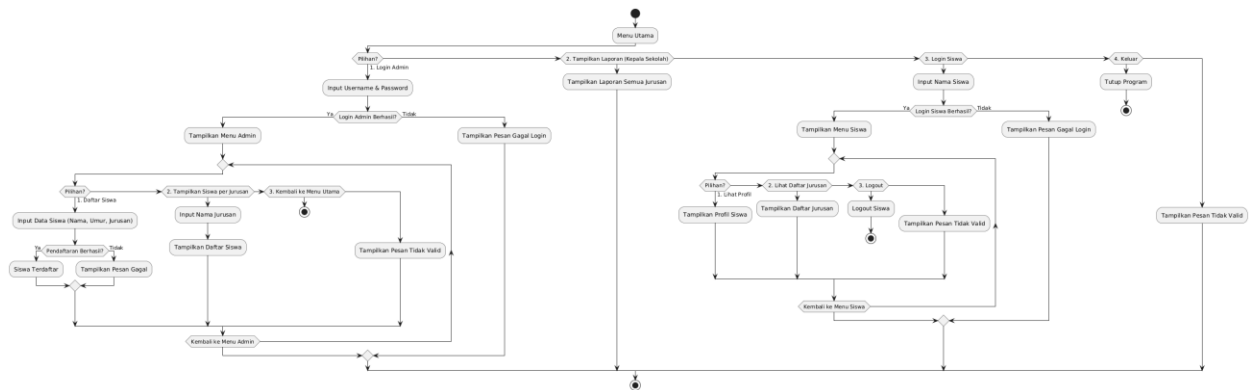 Menu Utama
Pilihan?
1. Login Admin
2. Tampilkan Laporan (Kepala Sekolah)
3. Login Siswa
4. Keluar
Input Username & Password
Tampilkan Laporan Semua Jurusan
Input Nama Siswa
Tutup Program
Ya
Login Admin Berhasil?
Tidak
Ya
Login Siswa Berhasil?
Tidak
Tampilkan Menu Admin
Tampilkan Pesan Gagal Login
Tampilkan Menu Siswa
Tampilkan Pesan Gagal Login
Pilihan?
1. Daftar Siswa
2. Tampilkan Siswa per Jurusan
3. Kembali ke Menu Utama
Pilihan?
1. Lihat Profil
2. Lihat Daftar Jurusan
3. Logout
Input Data Siswa (Nama, Umur, Jurusan)
Input Nama Jurusan
Tampilkan Profil Siswa
Tampilkan Daftar Jurusan
Logout Siswa
Tampilkan Pesan Tidak Valid
Tampilkan Pesan Tidak Valid
Ya
Pendaftaran Berhasil?
Tidak
Tampilkan Daftar Siswa
Tampilkan Pesan Tidak Valid
Siswa Terdaftar
Tampilkan Pesan Gagal
Kembali ke Menu Siswa
Kembali ke Menu Admin